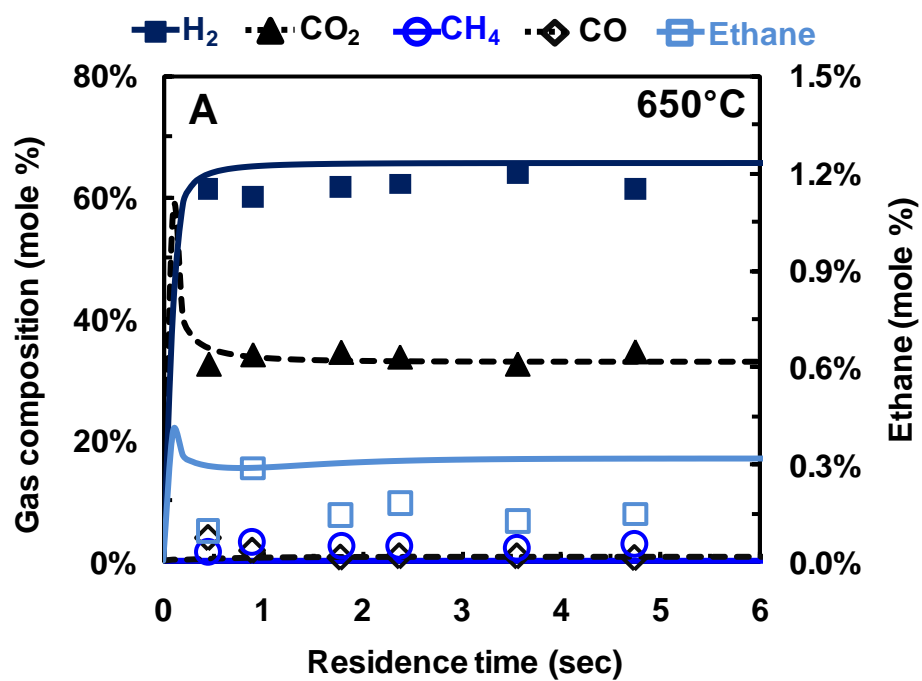 H₂ CO₂ CH₄ CO Ethane
A 650°C
Gas composition (mole %)
80%
60%
40%
20%
0%
Ethane (mole %)
1.5%
1.2%
0.9%
0.6%
0.3%
0.0%
0 1 2 3 4 5 6
Residence time (sec)